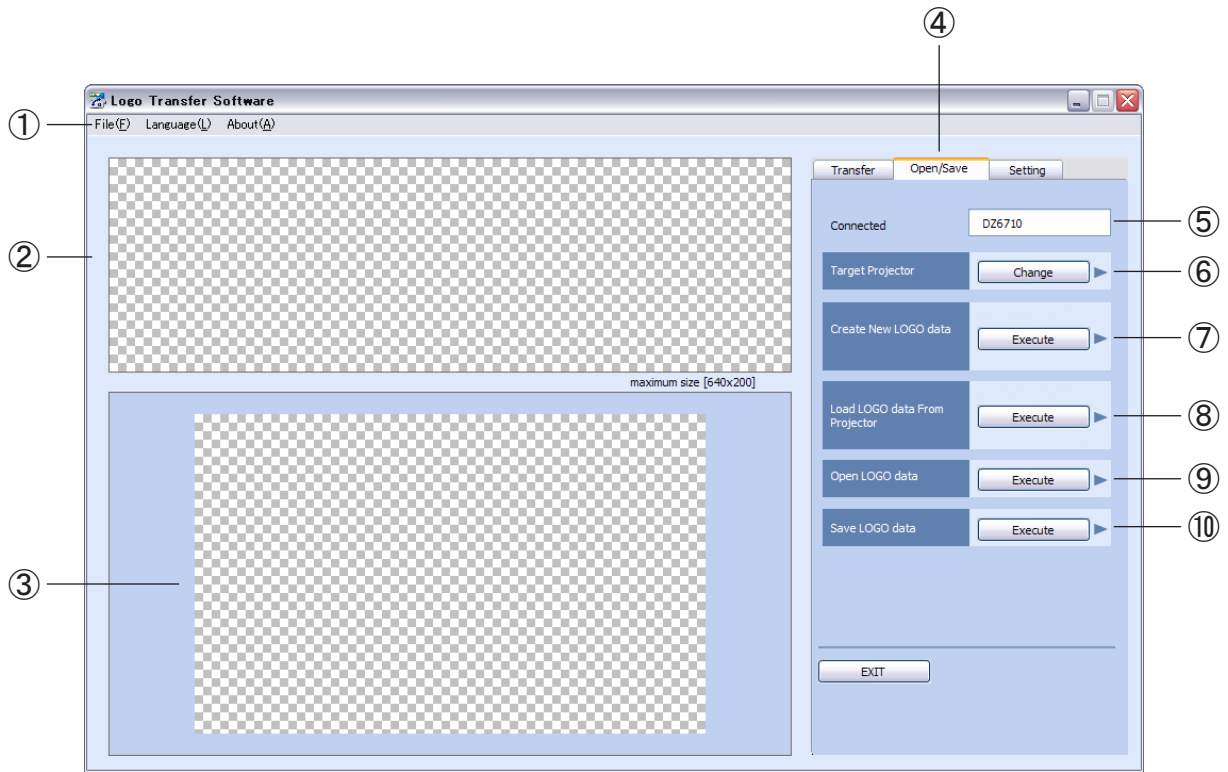 ④
Logo Transfer Software
① File(F) Language(L) About(A)
Transfer Open/Save Setting
Connected DZ6710 ⑤
② Target Projector Change ⑥
Create New LOGO data Execute ⑦
maximum size [640x200]
Load LOGO data From
Projector Execute ⑧
Open LOGO data Execute ⑨
Save LOGO data Execute ⑩
③
EXIT